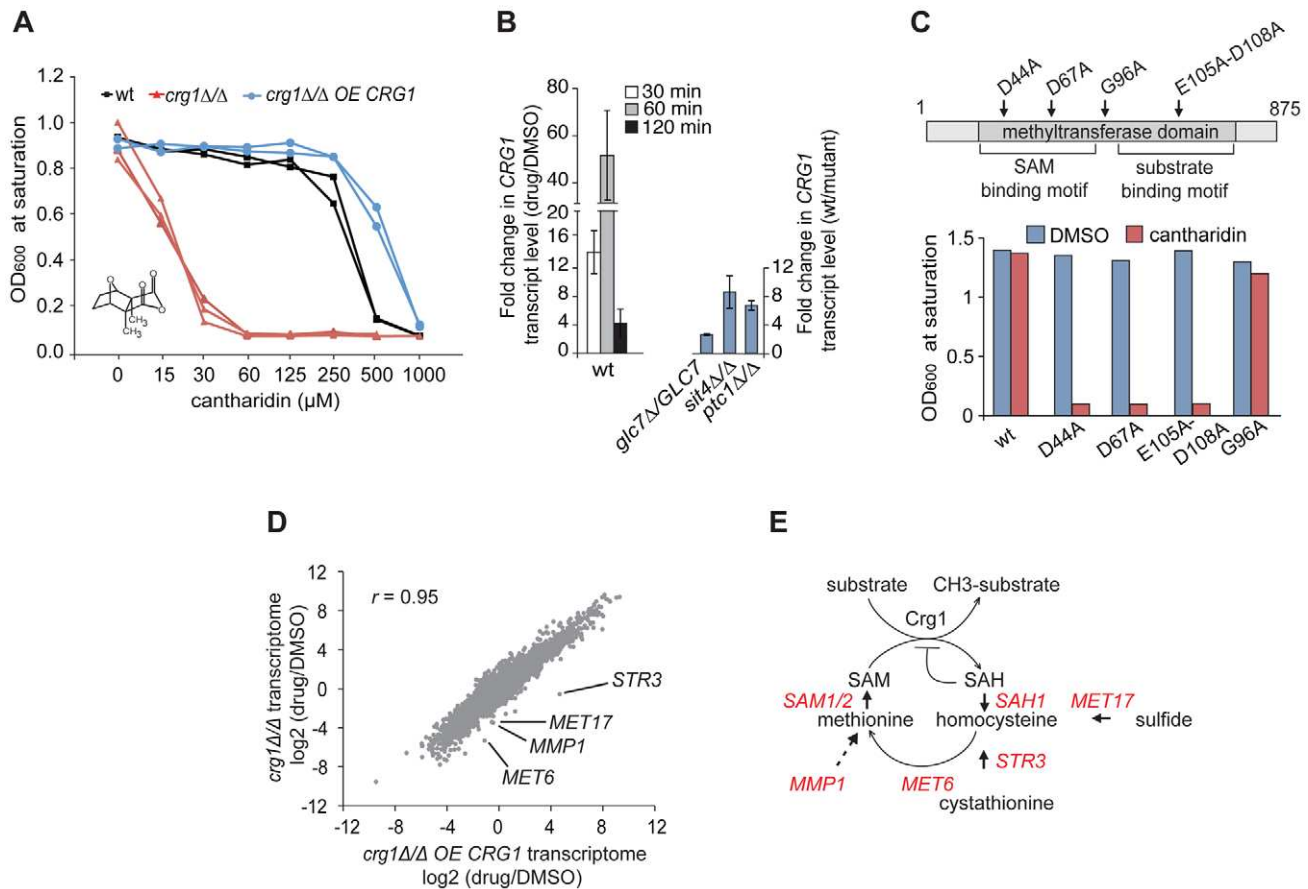 A
wt crg1Δ/Δ crg1Δ/Δ OE CRG1
OD600 at saturation
1.0
0.8
0.6
0.4
0.2
0.0
O
O
O
O
CH3
CH3
0 15 30 60 125 250 500 1000
cantharidin (µM)
B
Fold change in CRG1
transcript level (drug/DMSO)
80
60
40
20
16
12
8
4
0
30 min
60 min
120 min
wt
glc7Δ/GLC7
sit4Δ/Δ
ptc1Δ/Δ
12
8
4
0
Fold change in CRG1
transcript level (wt/mutant)
C
D44A
D67A
G96A
E105A-D108A
1 875
methyltransferase domain
SAM
binding motif
substrate
binding motif
DMSO cantharidin
OD600 at saturation
1.5
1
0
wt
D44A
D67A
E105A-
D108A
G96A
D
crg1Δ/Δ transcriptome
log2 (drug/DMSO)
12
8
4
0
-4
-8
-12
r = 0.95
STR3
MET17
MMP1
MET6
-12 -8 -4 0 4 8 12
crg1Δ/Δ OE CRG1 transcriptome
log2 (drug/DMSO)
E
substrate CH3-substrate
Crg1
SAM SAH
SAM1/2 SAH1 MET17
methionine homocysteine sulfide
STR3
MMP1 MET6
cystathionine